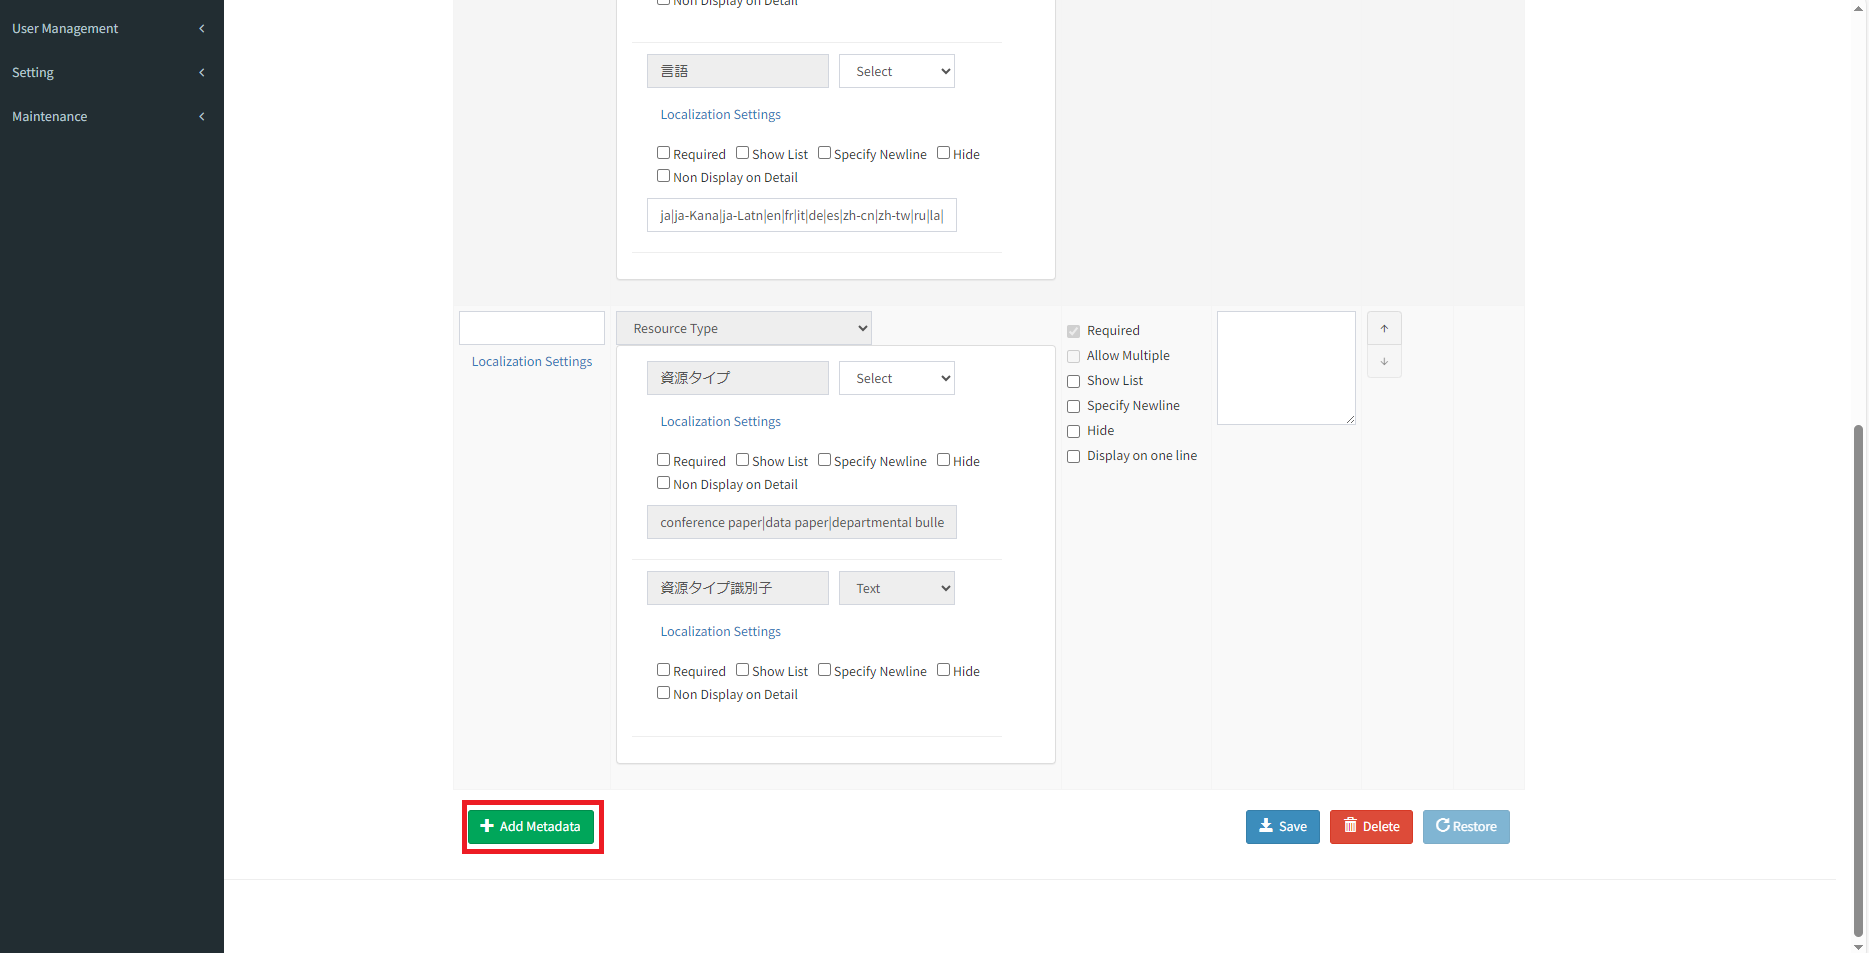 User Management
Setting
Maintenance
Non Display on Detail
言語 Select
Localization Settings
Required Show List Specify Newline Hide
Non Display on Detail
ja|ja-Kana|ja-Latn|en|fr|it|de|es|zh-cn|zh-tw|ru|la|
Resource Type
Localization Settings
資源タイプ Select
Localization Settings
Required Show List Specify Newline Hide
Non Display on Detail
conference paper|data paper|departmental bulle
資源タイプ識別子 Text
Localization Settings
Required Show List Specify Newline Hide
Non Display on Detail
Required
Allow Multiple
Show List
Specify Newline
Hide
Display on one line
Add Metadata
Save Delete Restore